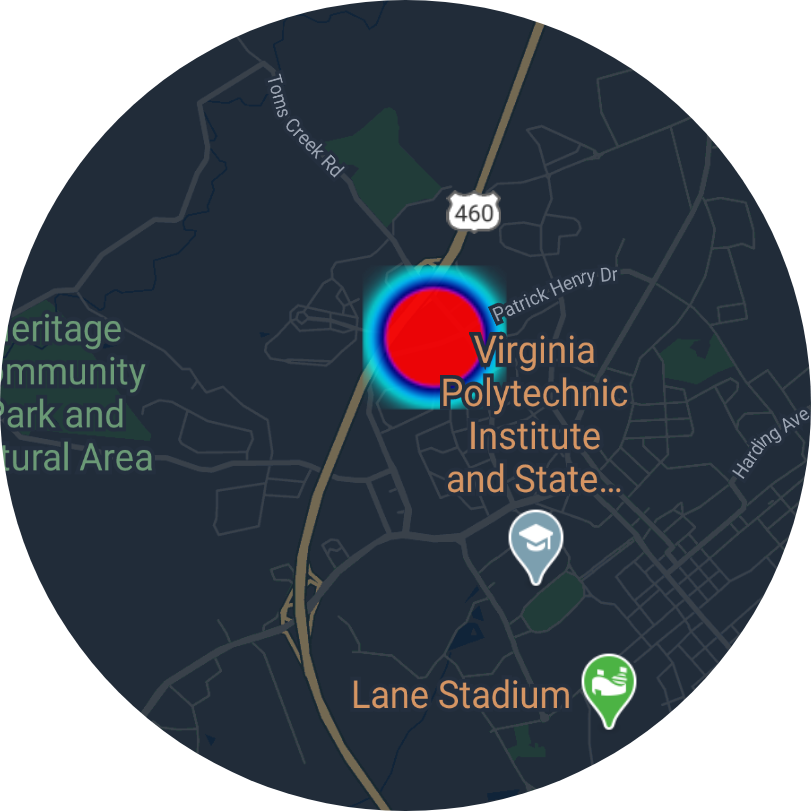 Toms Creek Rd
460
Patrick Henry Dr
eritage
mmunity
Park and
tural Area
Virginia
Polytechnic
Institute
and State...
Harding Ave
Lane Stadium